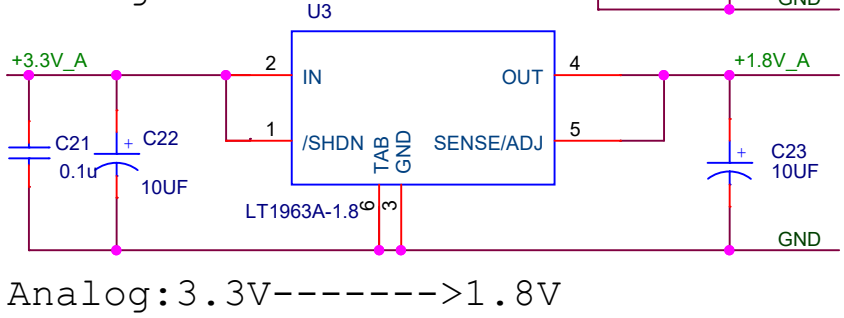 GND
U3
+3.3V_A
2
IN
OUT
4
+1.8V_A
1
/SHDN
TAB
GND
SENSE/ADJ
5
C21
0.1u
+
C22
10UF
+
C23
10UF
LT1963A-1.8
6
3
GND
Analog:3.3V------->1.8V